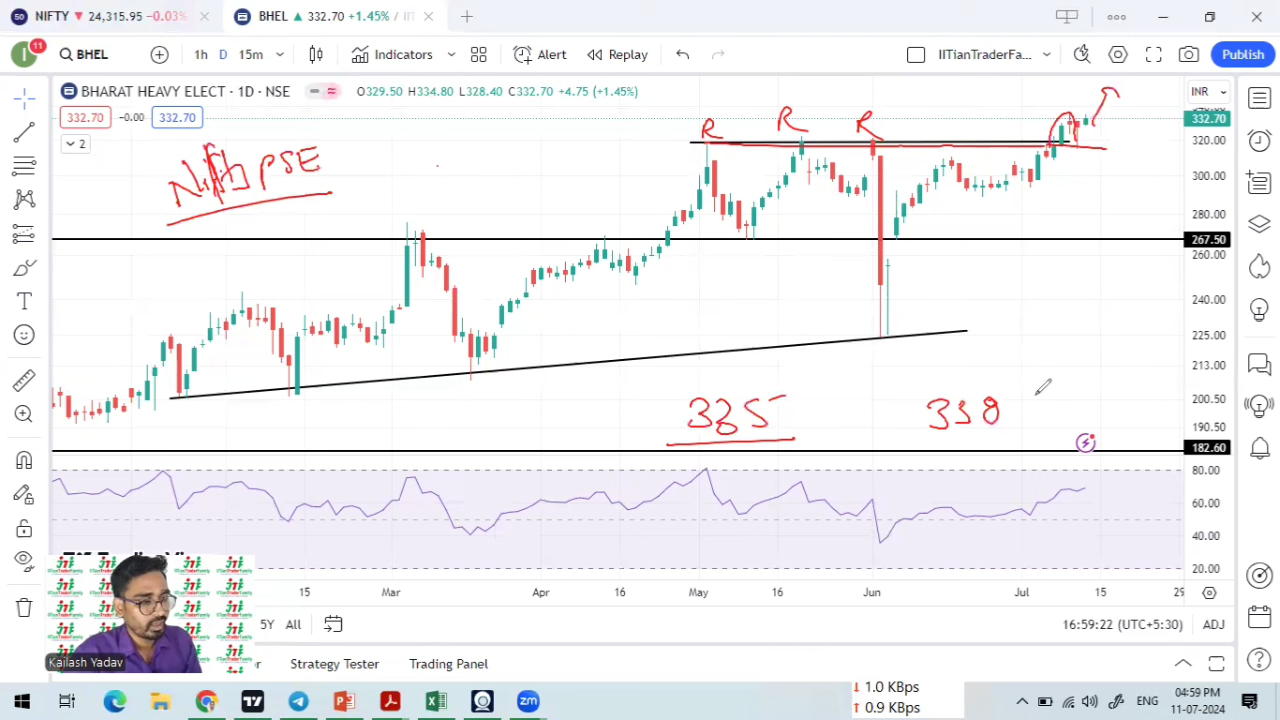 NIFTY ▼ 24,315.95 -0.03%
BHEL ▲ 332.70 +1.45% / IIT
11 BHEL 1h D 15m Indicators Alert Replay IITianTraderFa... Publish
BHARAT HEAVY ELECT · 1D · NSE O329.50 H334.80 L328.40 C332.70 +4.75 (+1.45%)
INR
332.70 -0.00 332.70
2
332.70
320.00
300.00
280.00
267.50
260.00
240.00
225.00
213.00
200.50
190.50
182.60
80.00
60.00
40.00
20.00
R R R
Nifty PSE
335 338
15 Mar Apr 16 May 16 Jun Jul 15 29
5Y All 16:59:22 (UTC+5:30) ADJ
Kailash Yadav
Strategy Tester Trading Panel
1.0 KBps
0.9 KBps
ENG
04:59 PM
11-07-2024